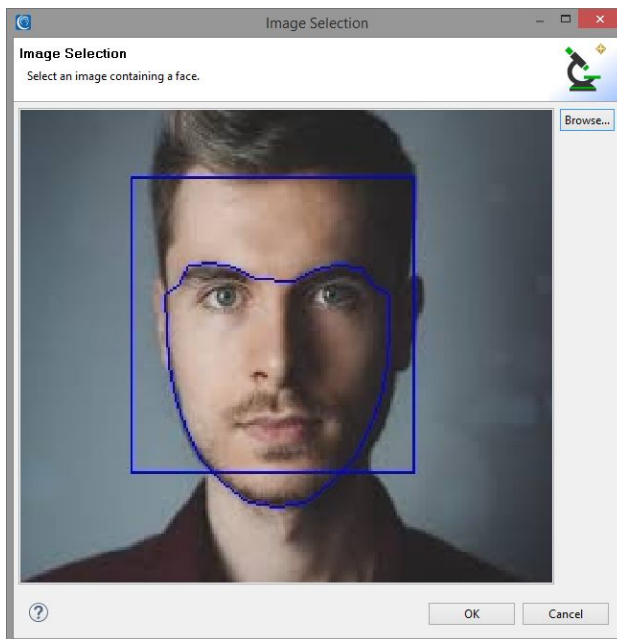 Image Selection
Image Selection
Select an image containing a face.
Browse...
?
OK
Cancel